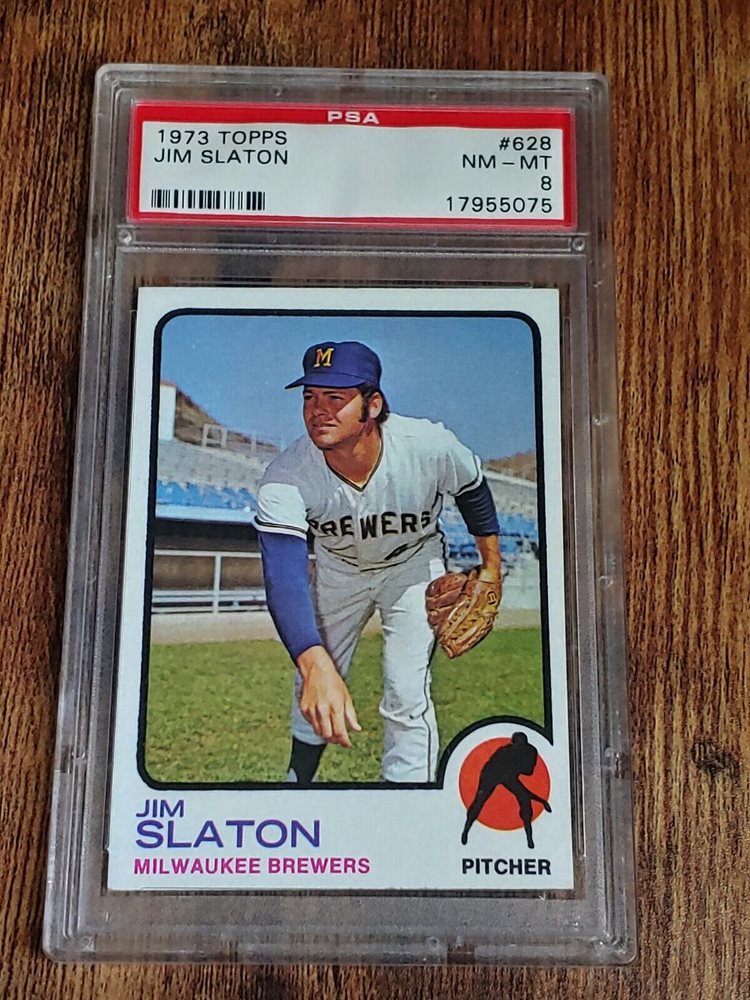 PSA
1973 TOPPS #628
JIM SLATON NM - MT
8
17955075
M
BREWERS
JIM
SLATON
MILWAUKEE BREWERS
PITCHER